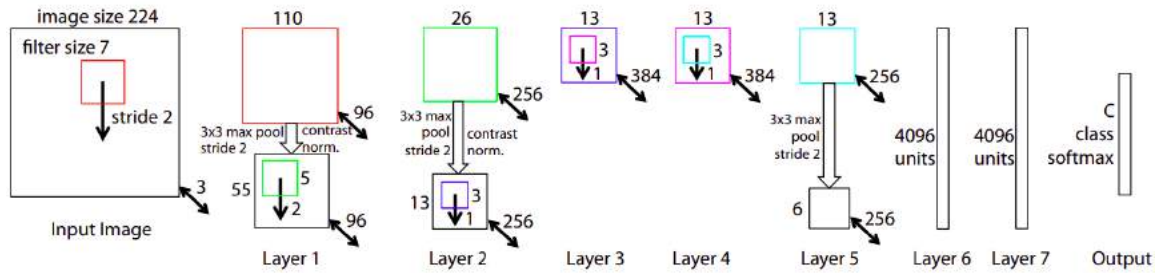 image size 224
filter size 7
stride 2
3
Input Image
110
96
3x3 max pool
stride 2
contrast
norm.
55
5
2
96
Layer 1
26
256
3x3 max
pool
stride 2
contrast
norm.
13
3
1
256
Layer 2
13
3
1
384
Layer 3
13
3
1
384
Layer 4
13
256
3x3 max
pool
stride 2
6
256
Layer 5
4096
units
Layer 6
4096
units
Layer 7
C
class
softmax
Output